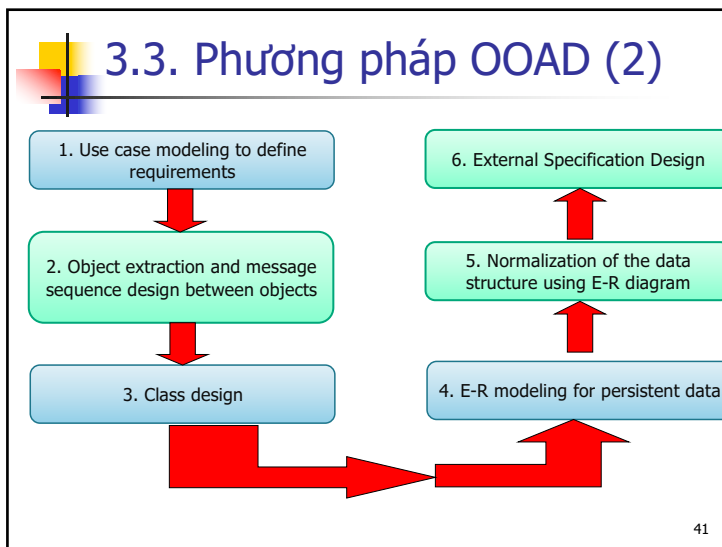 3.3. Phương pháp OOAD (2)
1. Use case modeling to define
requirements
2. Object extraction and message
sequence design between objects
3. Class design
4. E-R modeling for persistent data
5. Normalization of the data
structure using E-R diagram
6. External Specification Design
41